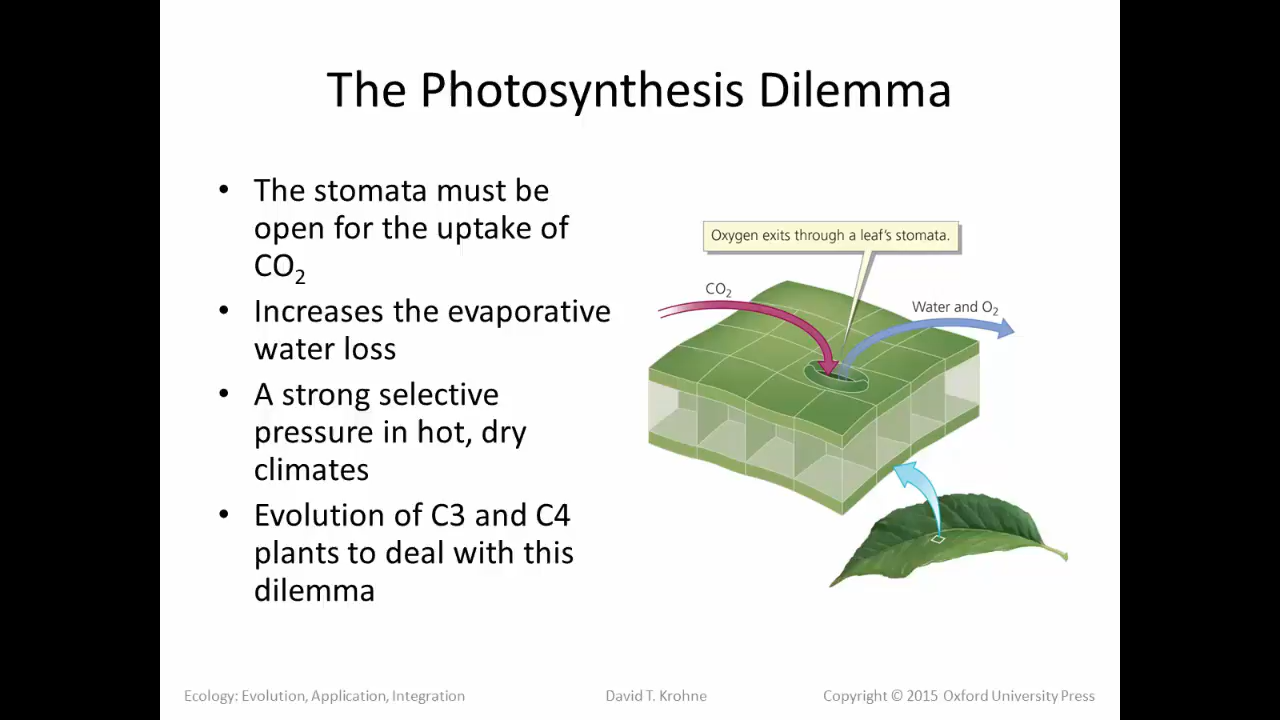 The Photosynthesis Dilemma
• The stomata must be
open for the uptake of
CO₂
• Increases the evaporative
water loss
• A strong selective
pressure in hot, dry
climates
• Evolution of C3 and C4
plants to deal with this
dilemma
Oxygen exits through a leaf's stomata.
CO₂
Water and O₂
Ecology: Evolution, Application, Integration
David T. Krohne
Copyright © 2015 Oxford University Press